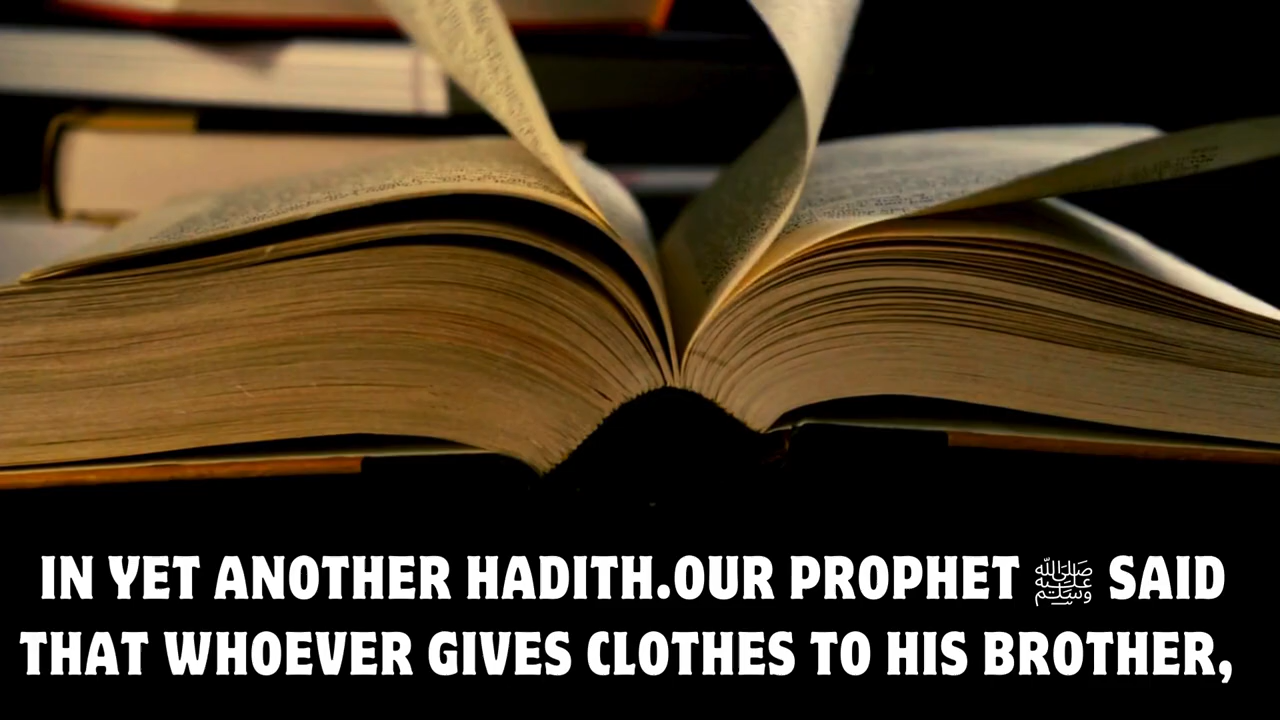 IN YET ANOTHER HADITH.OUR PROPHET ﷺ SAID
THAT WHOEVER GIVES CLOTHES TO HIS BROTHER,